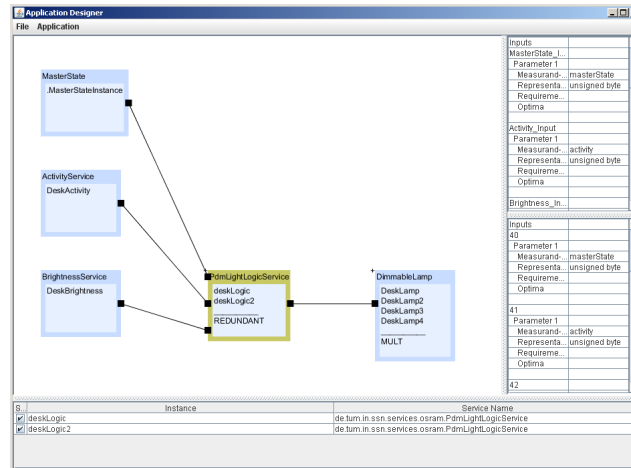 Application Designer
File Application
MasterState
.MasterStateInstance
ActivityService
DeskActivity
BrightnessService
DeskBrightness
PdmLightLogicService
deskLogic
deskLogic2
REDUNDANT
DimmableLamp
DeskLamp
DeskLamp2
DeskLamp3
DeskLamp4
MULT
Inputs
MasterState_I...
Parameter 1
Measurand-... masterState
Representa... unsigned byte
Requireme...
Optima
Activity_Input
Parameter 1
Measurand-... activity
Representa... unsigned byte
Requireme...
Optima
Brightness_In...
Inputs
40
Parameter 1
Measurand-... masterState
Representa... unsigned byte
Requireme...
Optima
41
Parameter 1
Measurand-... activity
Representa... unsigned byte
Requireme...
Optima
42
S... Instance Service Name
deskLogic de.tum.in.ssn.services.osram.PdmLightLogicService
deskLogic2 de.tum.in.ssn.services.osram.PdmLightLogicService